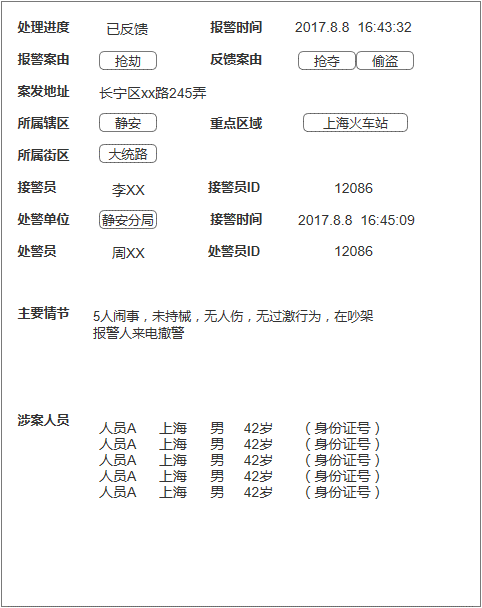 处理进度 已反馈 报警时间 2017.8.8 16:43:32
报警案由 抢劫 反馈案由 抢夺 偷盗
案发地址 长宁区xx路245弄
所属辖区 静安 重点区域 上海火车站
所属街区 大统路
接警员 李XX 接警员ID 12086
处警单位 静安分局 接警时间 2017.8.8 16:45:09
处警员 周XX 处警员ID 12086
主要情节 5人闹事，未持械，无人伤，无过激行为，在吵架
报警人来电撤警
涉案人员 人员A 上海 男 42岁 （身份证号）
人员A 上海 男 42岁 （身份证号）
人员A 上海 男 42岁 （身份证号）
人员A 上海 男 42岁 （身份证号）
人员A 上海 男 42岁 （身份证号）